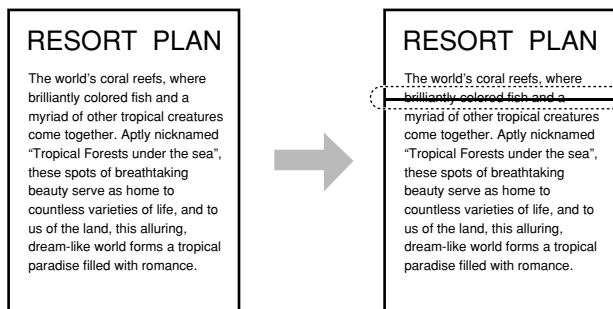 RESORT PLAN
The world's coral reefs, where
brilliantly colored fish and a
myriad of other tropical creatures
come together. Aptly nicknamed
“Tropical Forests under the sea”,
these spots of breathtaking
beauty serve as home to
countless varieties of life, and to
us of the land, this alluring,
dream-like world forms a tropical
paradise filled with romance.
RESORT PLAN
The world's coral reefs, where
brilliantly colored fish and a
myriad of other tropical creatures
come together. Aptly nicknamed
“Tropical Forests under the sea”,
these spots of breathtaking
beauty serve as home to
countless varieties of life, and to
us of the land, this alluring,
dream-like world forms a tropical
paradise filled with romance.